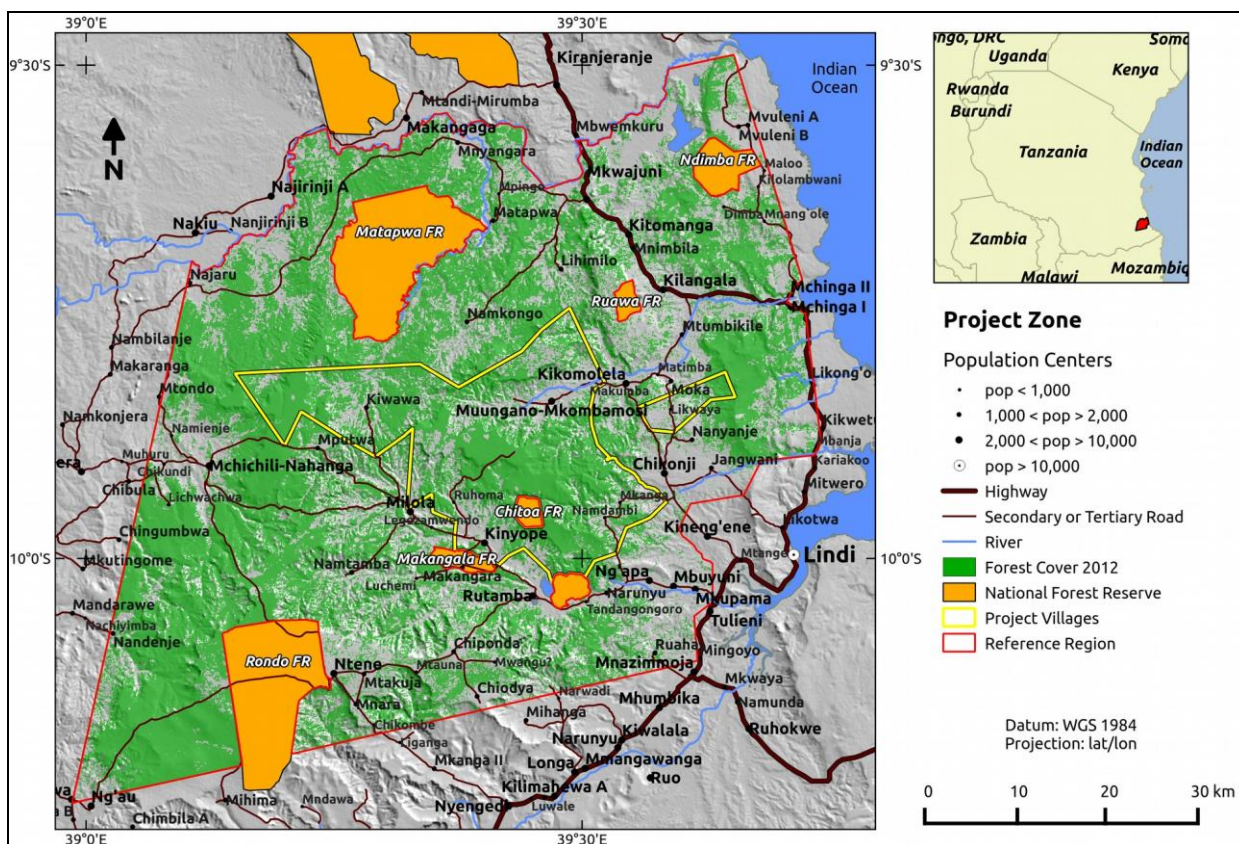 39°0'E
39°30'E
9°3'S
9°30'S
Kiranjeranje
Indian
Ocean
Mtandi-Mirumba
Makangaga
Mbwemkuru
Mvuleni A
Mvuleni B
N
Mnyangara
Ndimba FR
Maloo
Kilolambwani
Najirinji A
Mpingo
Mkwajuni
Nakiu
Nanjirinji B
Matapwa
Dimba
Mnang'ole
Matapwa FR
Kitomanga
Mnimbila
Lihimilo
Najaru
Kilangala
Mchinga II
Ruawa FR
Mchinga I
Namkongo
Mtumbikile
Nambilanje
Makaranga
Matimba
Likong'o
Mtondo
Kikomolela
Makumba
Moka
Kiwawa
Muungano-Mkombamosi
Likwaya
Namkonjera
Kikwetu
Namienje
Mputwa
Nanyanje
Mbanja
Muhuru
Kariakoo
era
Chikundi
Mchichili-Nahanga
Chikonji
Jangwani
Chibula
Lichwachwa
Ruhoma
Mkanga
Mitwero
Milola
Chitoa FR
Namdambi
Legezamwendo
Kineng'ene
Likotwa
Chingumbwa
Kinyope
10°0'S
Mtange
Lindi
10°0'S
Mkutingome
Makangala FR
Namtamba
Makangara
Ng'apa
Mbuyuni
Luchemi
Rutamba
Narunyu
Mkupama
Mandarawe
Tandangongoro
Tulieni
Nachiyimba
Nandenje
Chiponda
Ruaha
Mingoyo
Rondo FR
Ntene
Mtauna
Mwangu?
Mnazimmoja
Mtakuja
Mkwaya
Chiodya
Narwadi
Mhumbika
Namunda
Mnara
Chikombe
Mihanga
Kiwalala
Ruhokwe
Liganga
Narunyu
Mkanga II
Longa
Mmangawanga
Ruo
wa
Ng'au
Mihima
Kilimahewa A
a B
Mndawa
Nyengedi
Luwale
Chimbila A
39°0'E
39°30'E
ngo, DRC
Uganda
Soma
Kenya
Rwanda
Burundi
Tanzania
Indian
Ocean
Zambia
Malawi
Mozambiq
Project Zone
Population Centers
pop < 1,000
1,000 < pop > 2,000
2,000 < pop > 10,000
pop > 10,000
Highway
Secondary or Tertiary Road
River
Forest Cover 2012
National Forest Reserve
Project Villages
Reference Region
Datum: WGS 1984
Projection: lat/lon
0 10 20 30 km